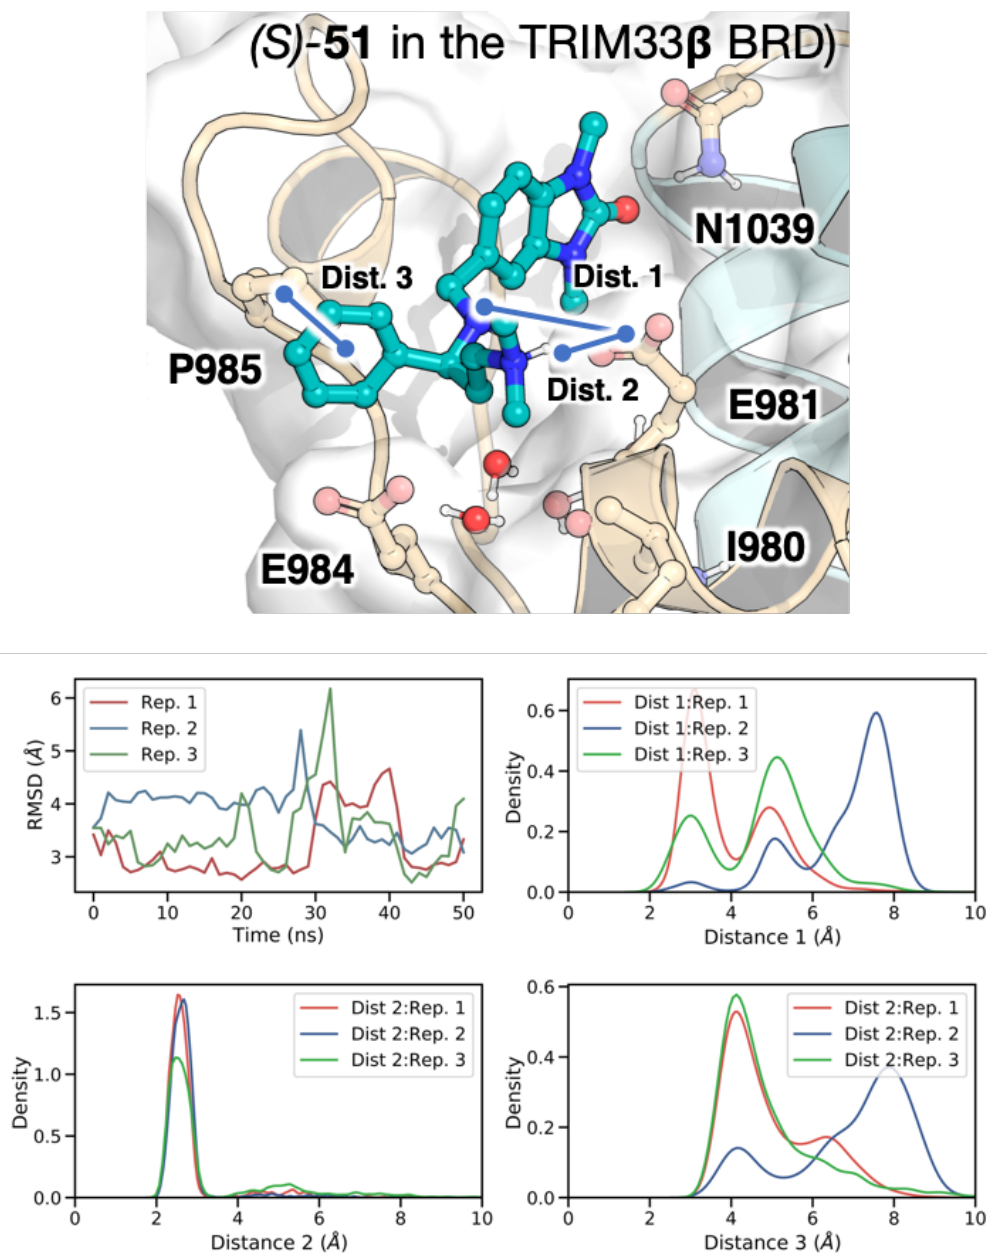 (S)-51 in the TRIM33β BRD)
N1039
Dist. 3
Dist. 1
P985
Dist. 2
E981
I980
E984
Rep. 1
Rep. 2
Rep. 3
RMSD (Å)
6
5
4
3
0 10 20 30 40 50
Time (ns)
Dist 1:Rep. 1
Dist 1:Rep. 2
Dist 1:Rep. 3
Density
0.6
0.4
0.2
0.0
0 2 4 6 8 10
Distance 1 (Å)
Dist 2:Rep. 1
Dist 2:Rep. 2
Dist 2:Rep. 3
Density
1.5
1.0
0.5
0.0
0 2 4 6 8 10
Distance 2 (Å)
Dist 2:Rep. 1
Dist 2:Rep. 2
Dist 2:Rep. 3
Density
0.6
0.4
0.2
0.0
0 2 4 6 8 10
Distance 3 (Å)